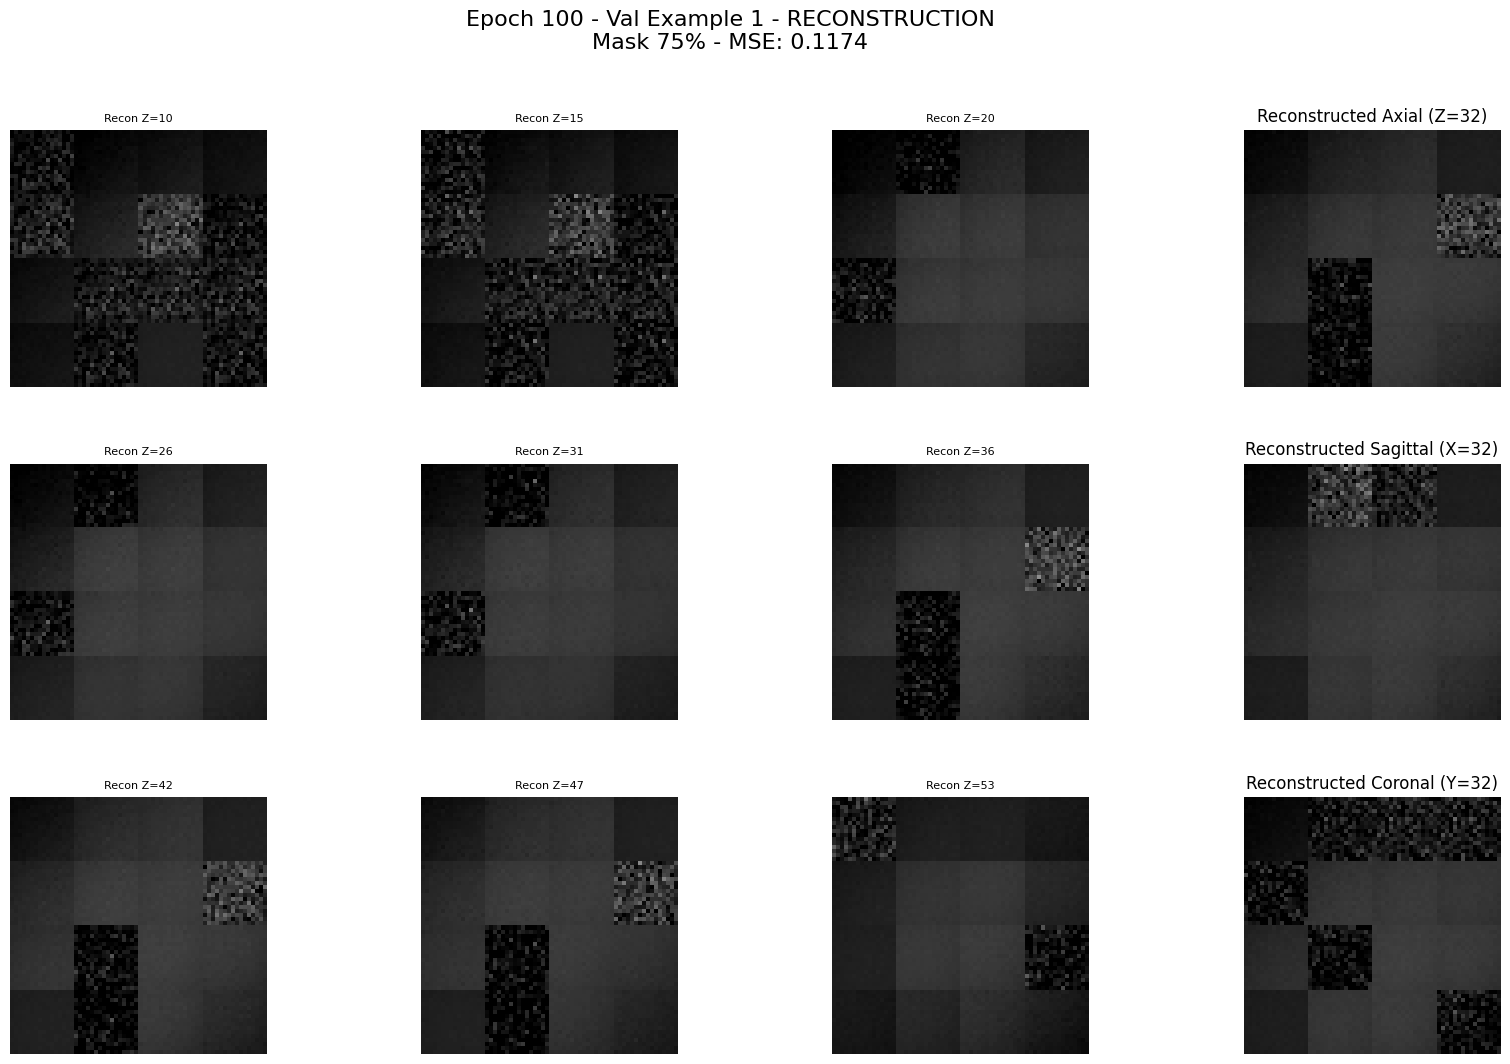 Epoch 100 - Val Example 1 - RECONSTRUCTION
Mask 75% - MSE: 0.1174
Recon Z=10
Recon Z=15
Recon Z=20
Reconstructed Axial (Z=32)
Recon Z=26
Recon Z=31
Recon Z=36
Reconstructed Sagittal (X=32)
Recon Z=42
Recon Z=47
Recon Z=53
Reconstructed Coronal (Y=32)